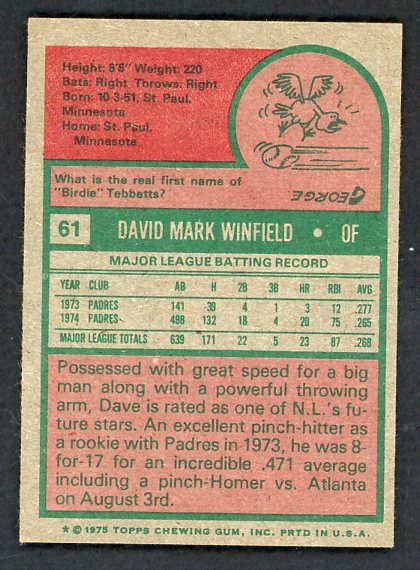 Height: 6'6" Weight: 220
Bats: Right Throws: Right
Born: 10-3-51, St. Paul,
Minnesota
Home: St. Paul,
Minnesota
What is the real first name of
"Birdie" Tebbetts?
GEORGE
61 DAVID MARK WINFIELD • OF
MAJOR LEAGUE BATTING RECORD
YEAR CLUB AB H 2B 3B HR RBI AVG
1973 PADRES 141 39 4 1 3 12 .277
1974 PADRES 498 132 18 4 20 75 .265
MAJOR LEAGUE TOTALS 639 171 22 5 23 87 .268
Possessed with great speed for a big
man along with a powerful throwing
arm, Dave is rated as one of N.L.'s fu-
ture stars. An excellent pinch-hitter as
a rookie with Padres in 1973, he was 8-
for-17 for an incredible .471 average
including a pinch-Homer vs. Atlanta
on August 3rd.
* © 1975 TOPPS CHEWING GUM, INC. PRTD IN U.S.A.